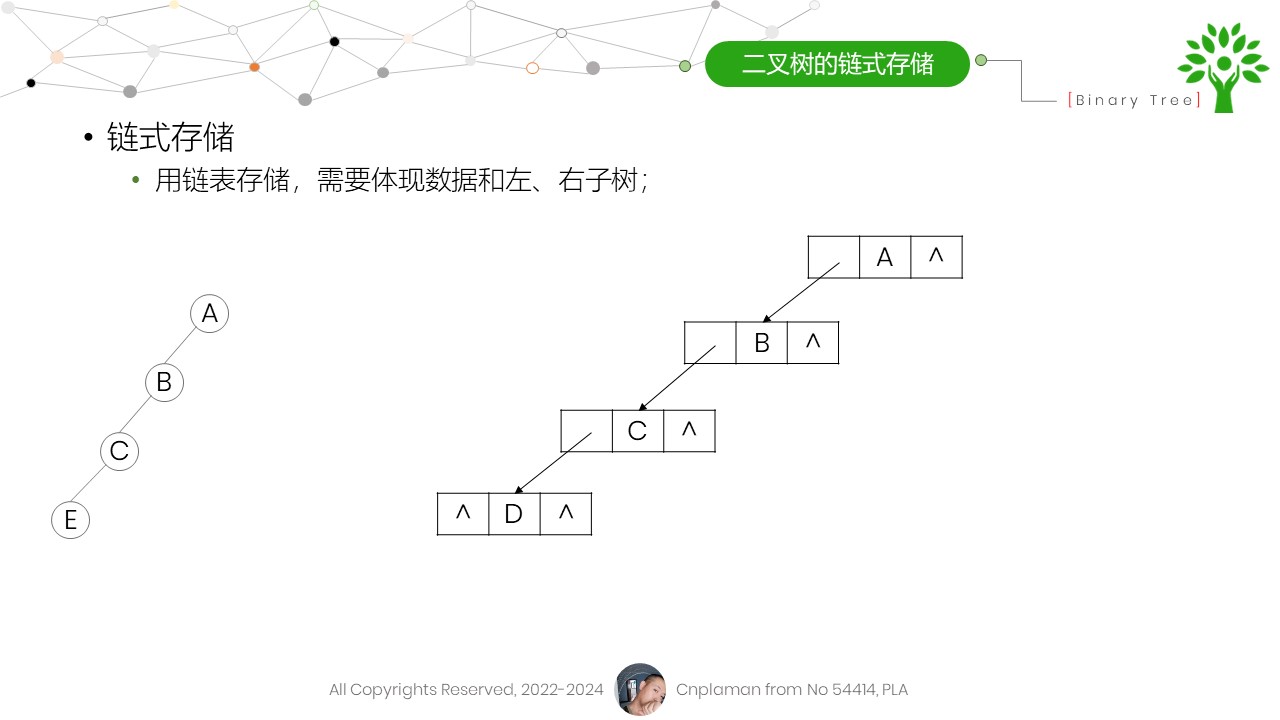 二叉树的链式存储
[Binary Tree]
• 链式存储
• 用链表存储，需要体现数据和左、右子树；
A
B
C
E
A ^
B ^
C ^
^ D ^
All Copyrights Reserved, 2022-2024
Cnplaman from No 54414, PLA